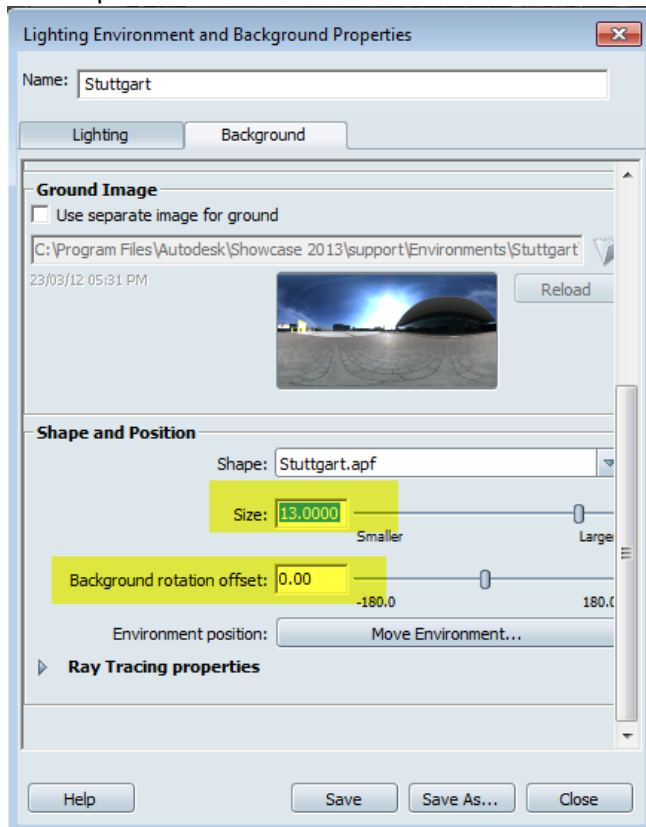 Lighting Environment and Background Properties
Name: Stuttgart
Lighting Background
Ground Image
Use separate image for ground
C:\Program Files\Autodesk\Showcase 2013\support\Environments\Stuttgart
23/03/12 05:31 PM Reload
Shape and Position
Shape: Stuttgart.apf
Size: 13.0000
Smaller Large
Background rotation offset: 0.00
-180.0 180.0
Environment position: Move Environment...
Ray Tracing properties
Help Save Save As... Close